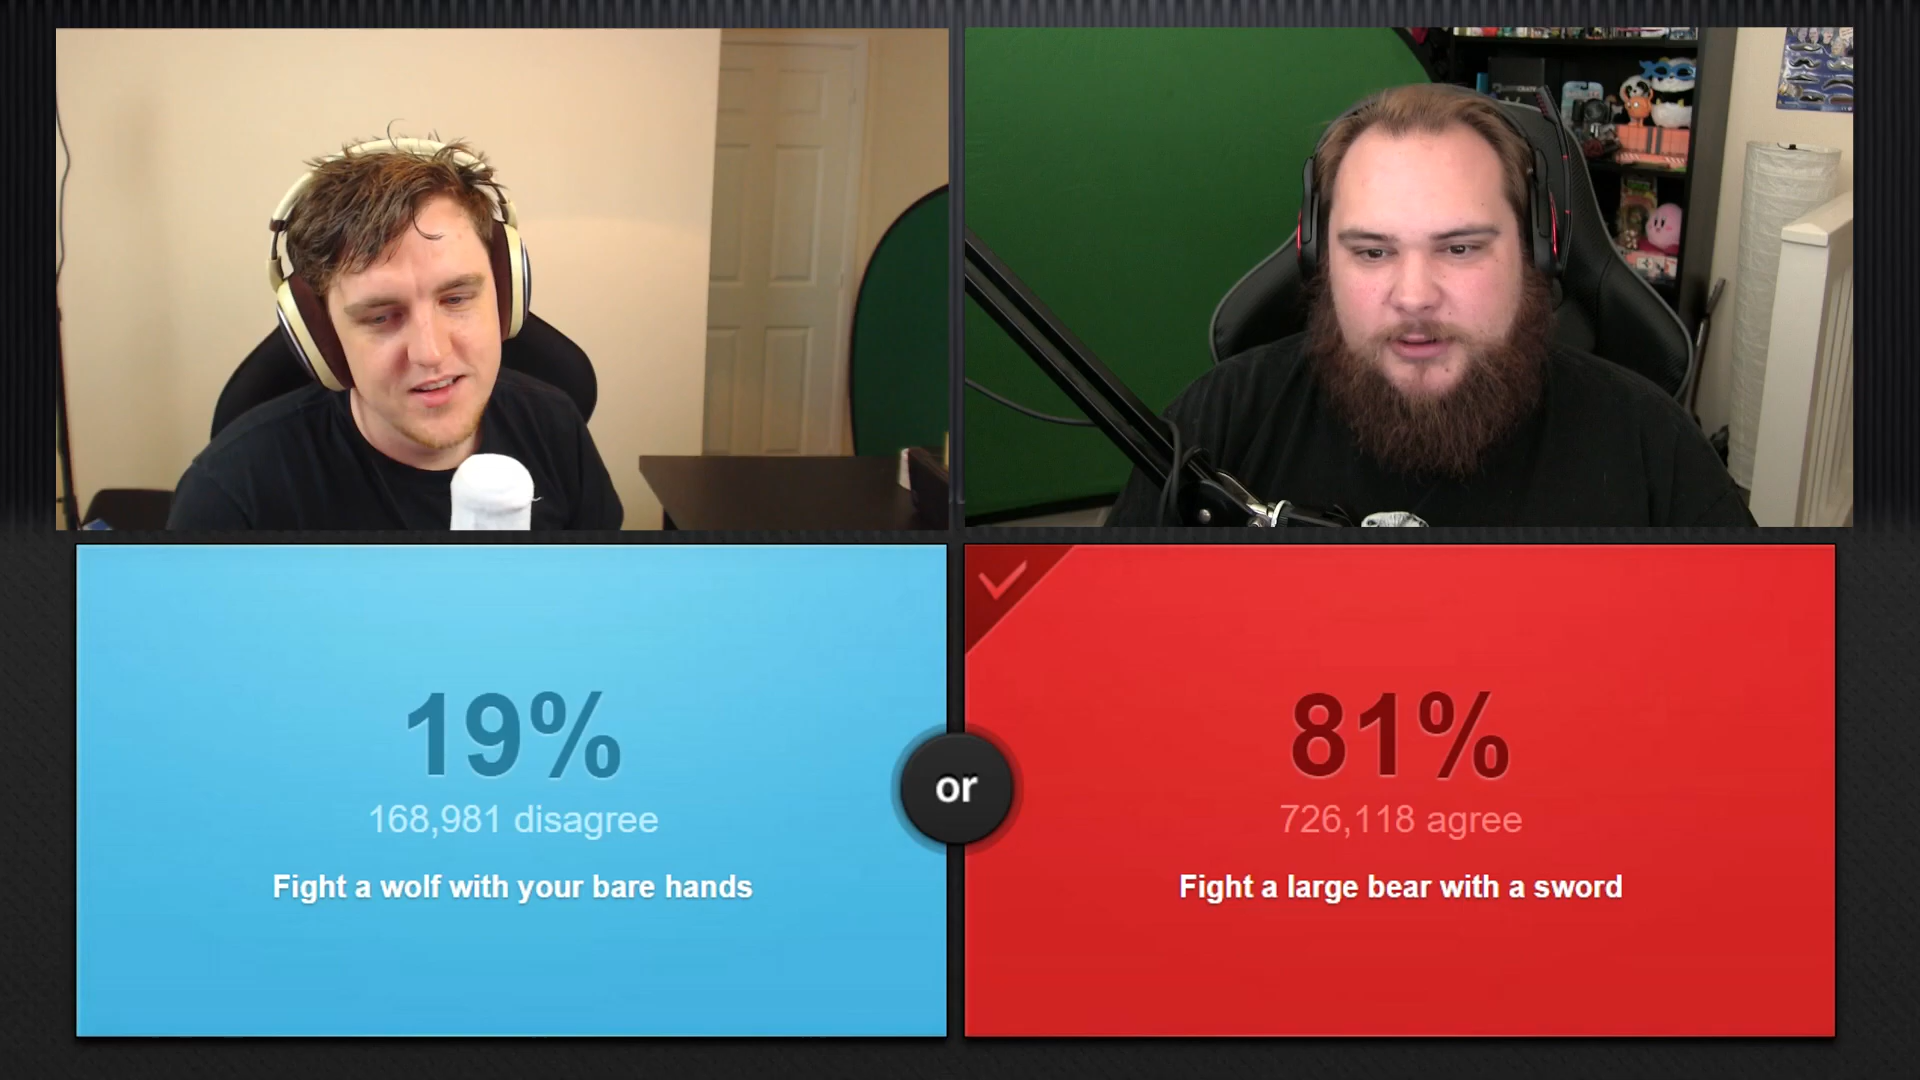 19%
168,981 disagree
Fight a wolf with your bare hands
or
81%
726,118 agree
Fight a large bear with a sword